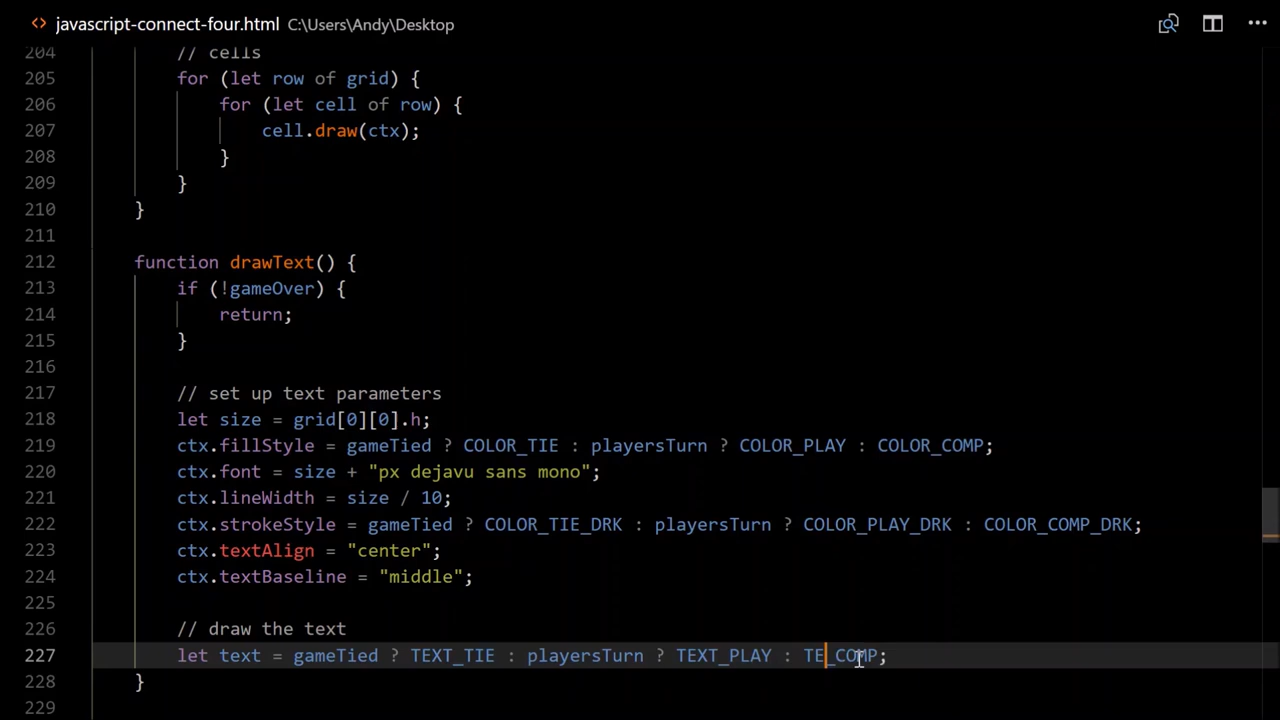 <> javascript-connect-four.html C:\Users\Andy\Desktop
204 // cells
205 for (let row of grid) {
206 for (let cell of row) {
207 cell.draw(ctx);
208 }
209 }
210 }
211
212 function drawText() {
213 if (!gameOver) {
214 return;
215 }
216
217 // set up text parameters
218 let size = grid[0][0].h;
219 ctx.fillStyle = gameTied ? COLOR_TIE : playersTurn ? COLOR_PLAY : COLOR_COMP;
220 ctx.font = size + "px dejavu sans mono";
221 ctx.lineWidth = size / 10;
222 ctx.strokeStyle = gameTied ? COLOR_TIE_DRK : playersTurn ? COLOR_PLAY_DRK : COLOR_COMP_DRK;
223 ctx.textAlign = "center";
224 ctx.textBaseline = "middle";
225
226 // draw the text
227 let text = gameTied ? TEXT_TIE : playersTurn ? TEXT_PLAY : TE_COMP;
228 }
229